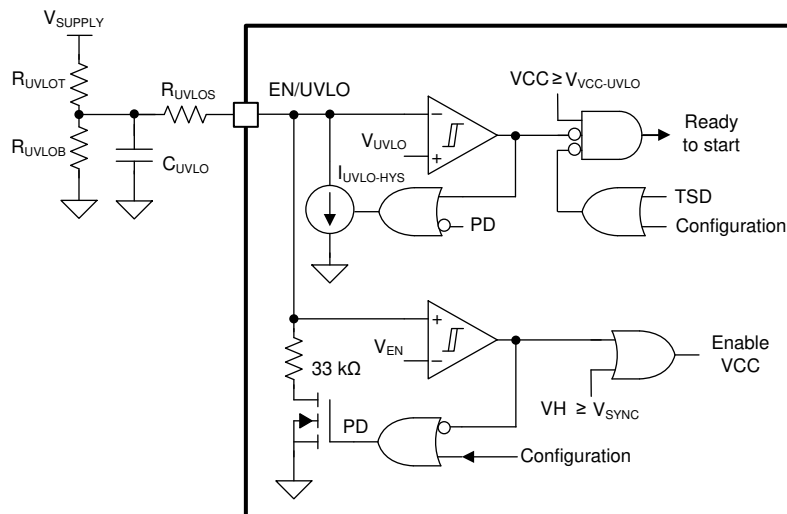 VSUPPLY
RUVLOT
RUVLOS
EN/UVLO
VCC ≥ VVCC-UVLO
−
VUVLO
+
Ready
to start
RUVLOB
CUVLO
IUVLO-HYS
PD
TSD
Configuration
+
VEN
−
33 kΩ
Enable
VCC
VH ≥ VSYNC
PD
Configuration